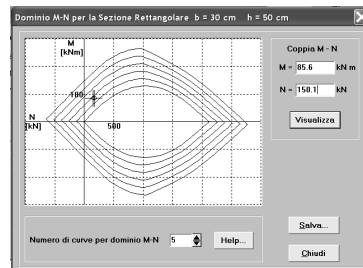 Dominio M-N per la Sezione Rettangolare b = 30 cm h = 50 cm
M
[kNm]
100
N
[kN]
500
Coppia M - N
M = 85.6 kN m
N = 150.1 kN
Visualizza
Numero di curve per dominio M-N 5
Help...
Salva...
Chiudi